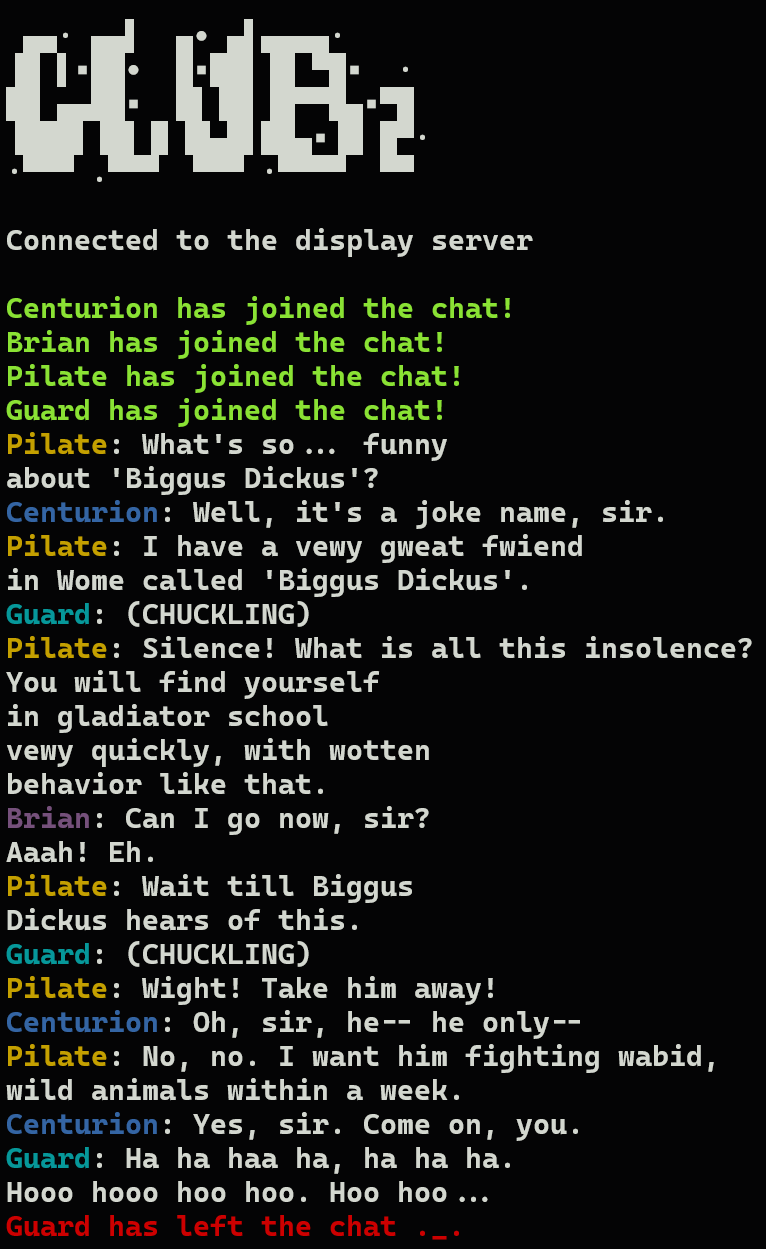 Connected to the display server
Centurion has joined the chat!
Brian has joined the chat!
Pilate has joined the chat!
Guard has joined the chat!
Pilate: What's so... funny
about 'Biggus Dickus'?
Centurion: Well, it's a joke name, sir.
Pilate: I have a vewy gweat fwiend
in Wome called 'Biggus Dickus'.
Guard: (CHUCKLING)
Pilate: Silence! What is all this insolence?
You will find yourself
in gladiator school
vewy quickly, with wotten
behavior like that.
Brian: Can I go now, sir?
Aaah! Eh.
Pilate: Wait till Biggus
Dickus hears of this.
Guard: (CHUCKLING)
Pilate: Wight! Take him away!
Centurion: Oh, sir, he-- he only--
Pilate: No, no. I want him fighting wabid,
wild animals within a week.
Centurion: Yes, sir. Come on, you.
Guard: Ha ha haa ha, ha ha ha.
Hooo hooo hoo hoo. Hoo hoo...
Guard has left the chat ._.